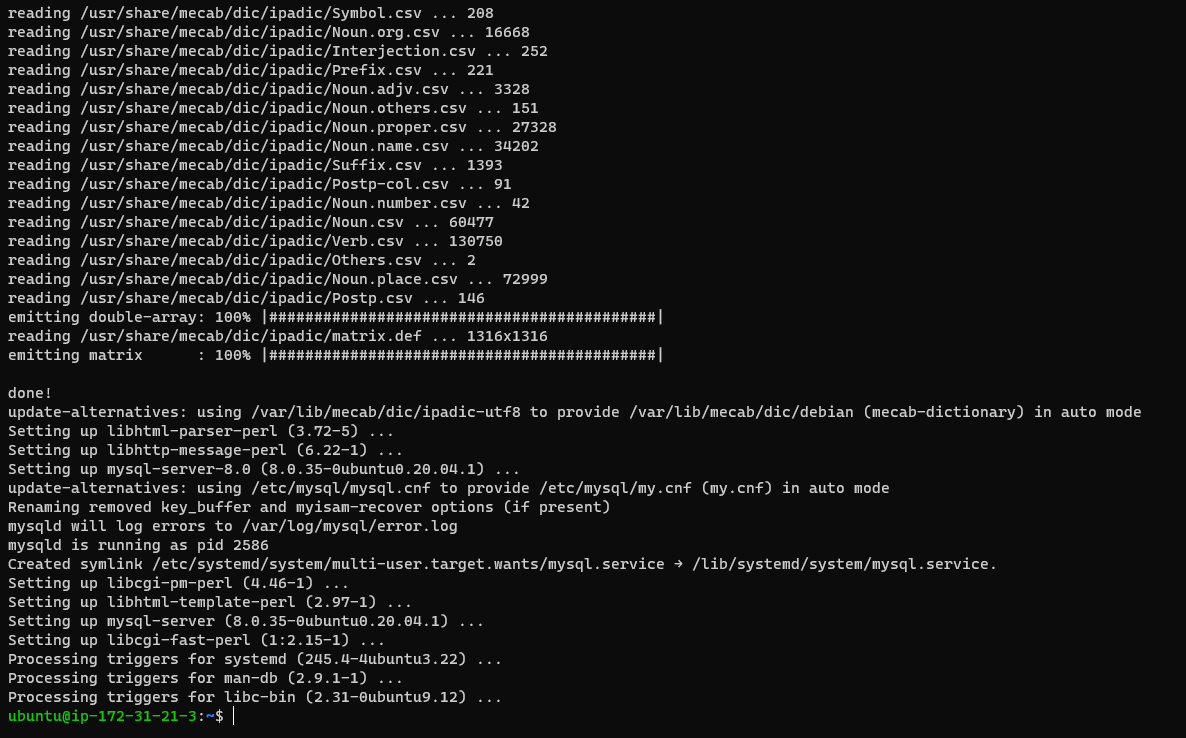 reading /usr/share/mecab/dic/ipadic/Symbol.csv ... 208
reading /usr/share/mecab/dic/ipadic/Noun.org.csv ... 16668
reading /usr/share/mecab/dic/ipadic/Interjection.csv ... 252
reading /usr/share/mecab/dic/ipadic/Prefix.csv ... 221
reading /usr/share/mecab/dic/ipadic/Noun.adjv.csv ... 3328
reading /usr/share/mecab/dic/ipadic/Noun.others.csv ... 151
reading /usr/share/mecab/dic/ipadic/Noun.proper.csv ... 27328
reading /usr/share/mecab/dic/ipadic/Noun.name.csv ... 34202
reading /usr/share/mecab/dic/ipadic/Suffix.csv ... 1393
reading /usr/share/mecab/dic/ipadic/Postp-col.csv ... 91
reading /usr/share/mecab/dic/ipadic/Noun.number.csv ... 42
reading /usr/share/mecab/dic/ipadic/Noun.csv ... 60477
reading /usr/share/mecab/dic/ipadic/Verb.csv ... 130750
reading /usr/share/mecab/dic/ipadic/Others.csv ... 2
reading /usr/share/mecab/dic/ipadic/Noun.place.csv ... 72999
reading /usr/share/mecab/dic/ipadic/Postp.csv ... 146
emitting double-array: 100% |###########################################|
reading /usr/share/mecab/dic/ipadic/matrix.def ... 1316x1316
emitting matrix      : 100% |###########################################|

done!
update-alternatives: using /var/lib/mecab/dic/ipadic-utf8 to provide /var/lib/mecab/dic/debian (mecab-dictionary) in auto mode
Setting up libhtml-parser-perl (3.72-5) ...
Setting up libhttp-message-perl (6.22-1) ...
Setting up mysql-server-8.0 (8.0.35-0ubuntu0.20.04.1) ...
update-alternatives: using /etc/mysql/mysql.cnf to provide /etc/mysql/my.cnf (my.cnf) in auto mode
Renaming removed key_buffer and myisam-recover options (if present)
mysqld will log errors to /var/log/mysql/error.log
mysqld is running as pid 2586
Created symlink /etc/systemd/system/multi-user.target.wants/mysql.service → /lib/systemd/system/mysql.service.
Setting up libcgi-pm-perl (4.46-1) ...
Setting up libhtml-template-perl (2.97-1) ...
Setting up mysql-server (8.0.35-0ubuntu0.20.04.1) ...
Setting up libcgi-fast-perl (1:2.15-1) ...
Processing triggers for systemd (245.4-4ubuntu3.22) ...
Processing triggers for man-db (2.9.1-1) ...
Processing triggers for libc-bin (2.31-0ubuntu9.12) ...
ubuntu@ip-172-31-21-3:~$